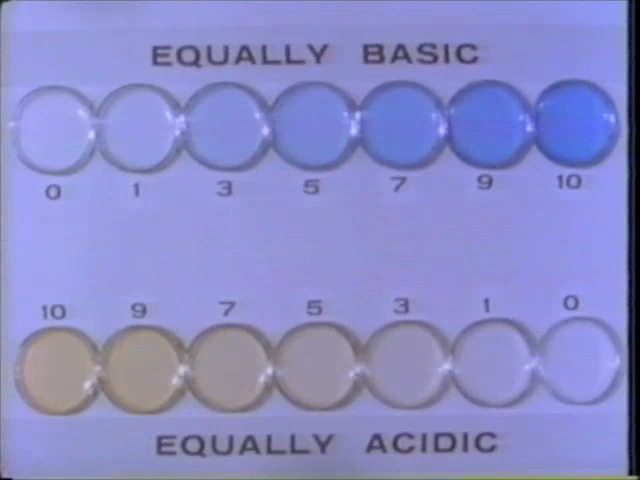 EQUALLY BASIC
0 1 3 5 7 9 10
10 9 7 5 3 1 0
EQUALLY ACIDIC